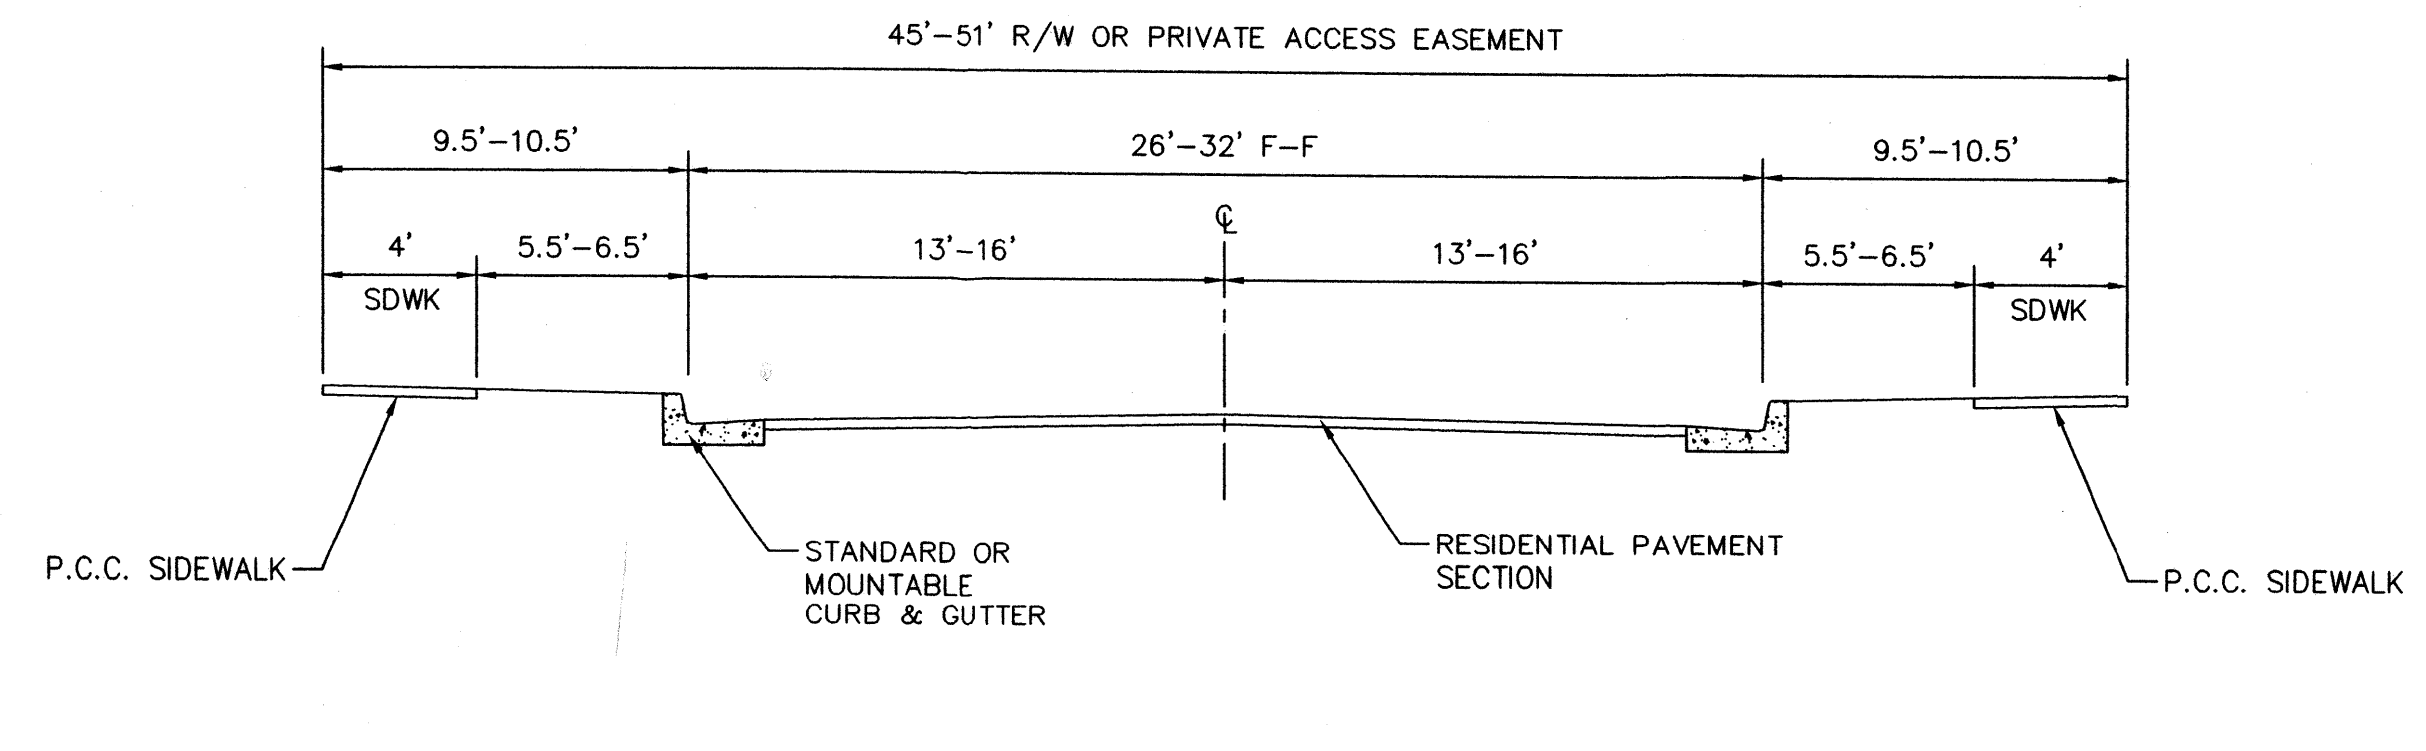 45'-51' R/W OR PRIVATE ACCESS EASEMENT
9.5'-10.5'
26'-32' F-F
9.5'-10.5'
℄
4'
5.5'-6.5'
13'-16'
13'-16'
5.5'-6.5'
4'
SDWK
SDWK
P.C.C. SIDEWALK
STANDARD OR
MOUNTABLE
CURB & GUTTER
RESIDENTIAL PAVEMENT
SECTION
P.C.C. SIDEWALK